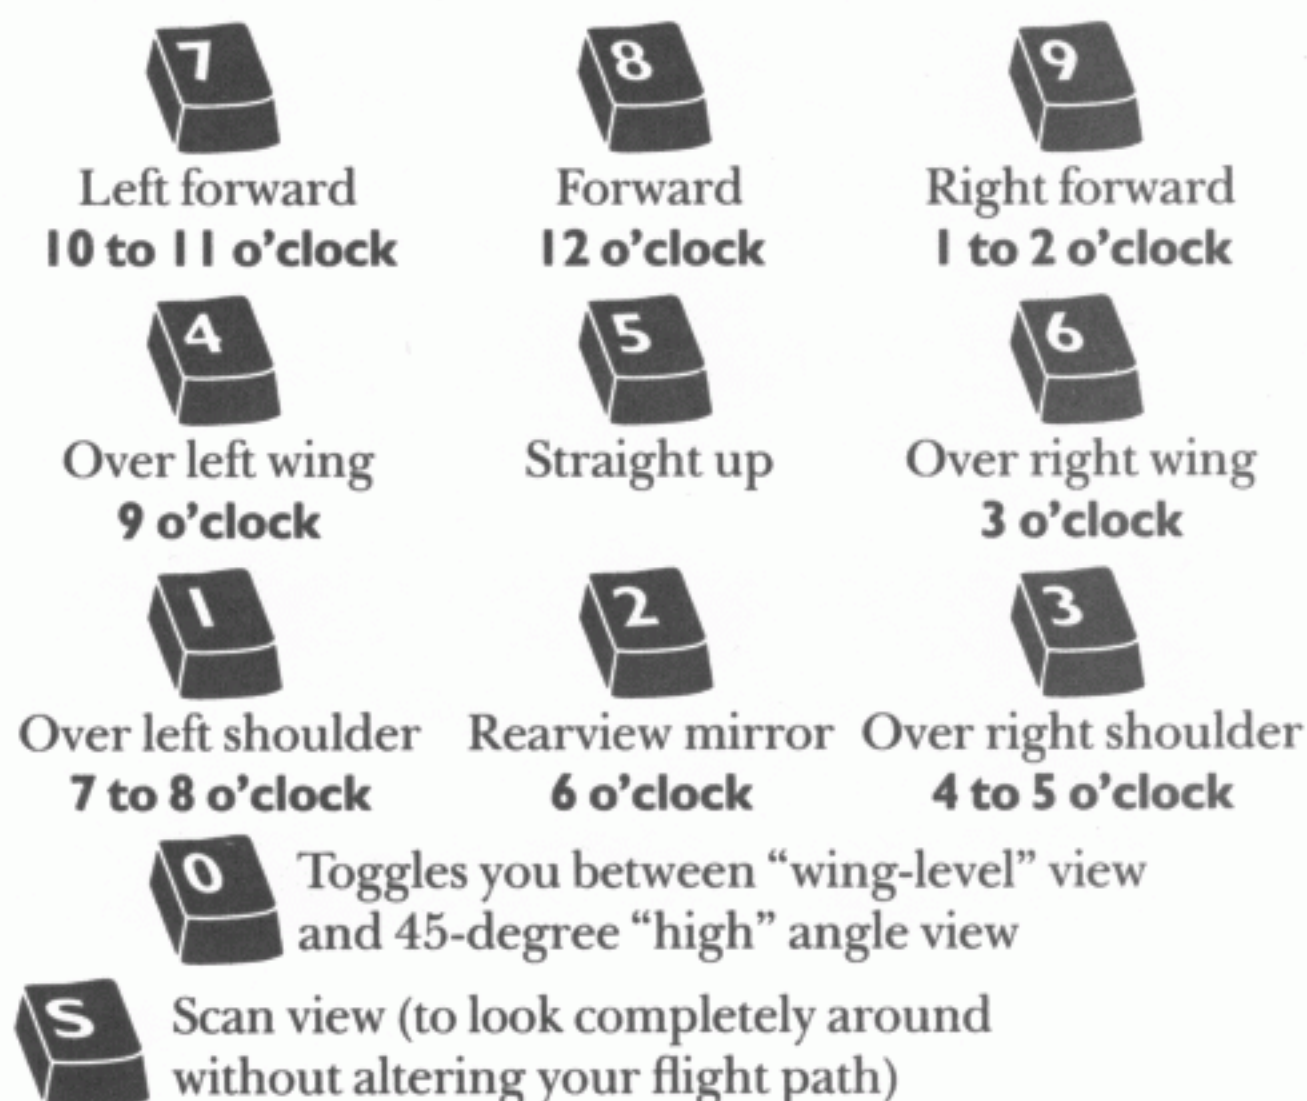 7 8 9
Left forward Forward Right forward
10 to 11 o’clock 12 o’clock 1 to 2 o’clock
4 5 6
Over left wing Straight up Over right wing
9 o’clock 3 o’clock
1 2 3
Over left shoulder Rearview mirror Over right shoulder
7 to 8 o’clock 6 o’clock 4 to 5 o’clock
0 Toggles you between “wing-level” view
and 45-degree “high” angle view
S Scan view (to look completely around
without altering your flight path)